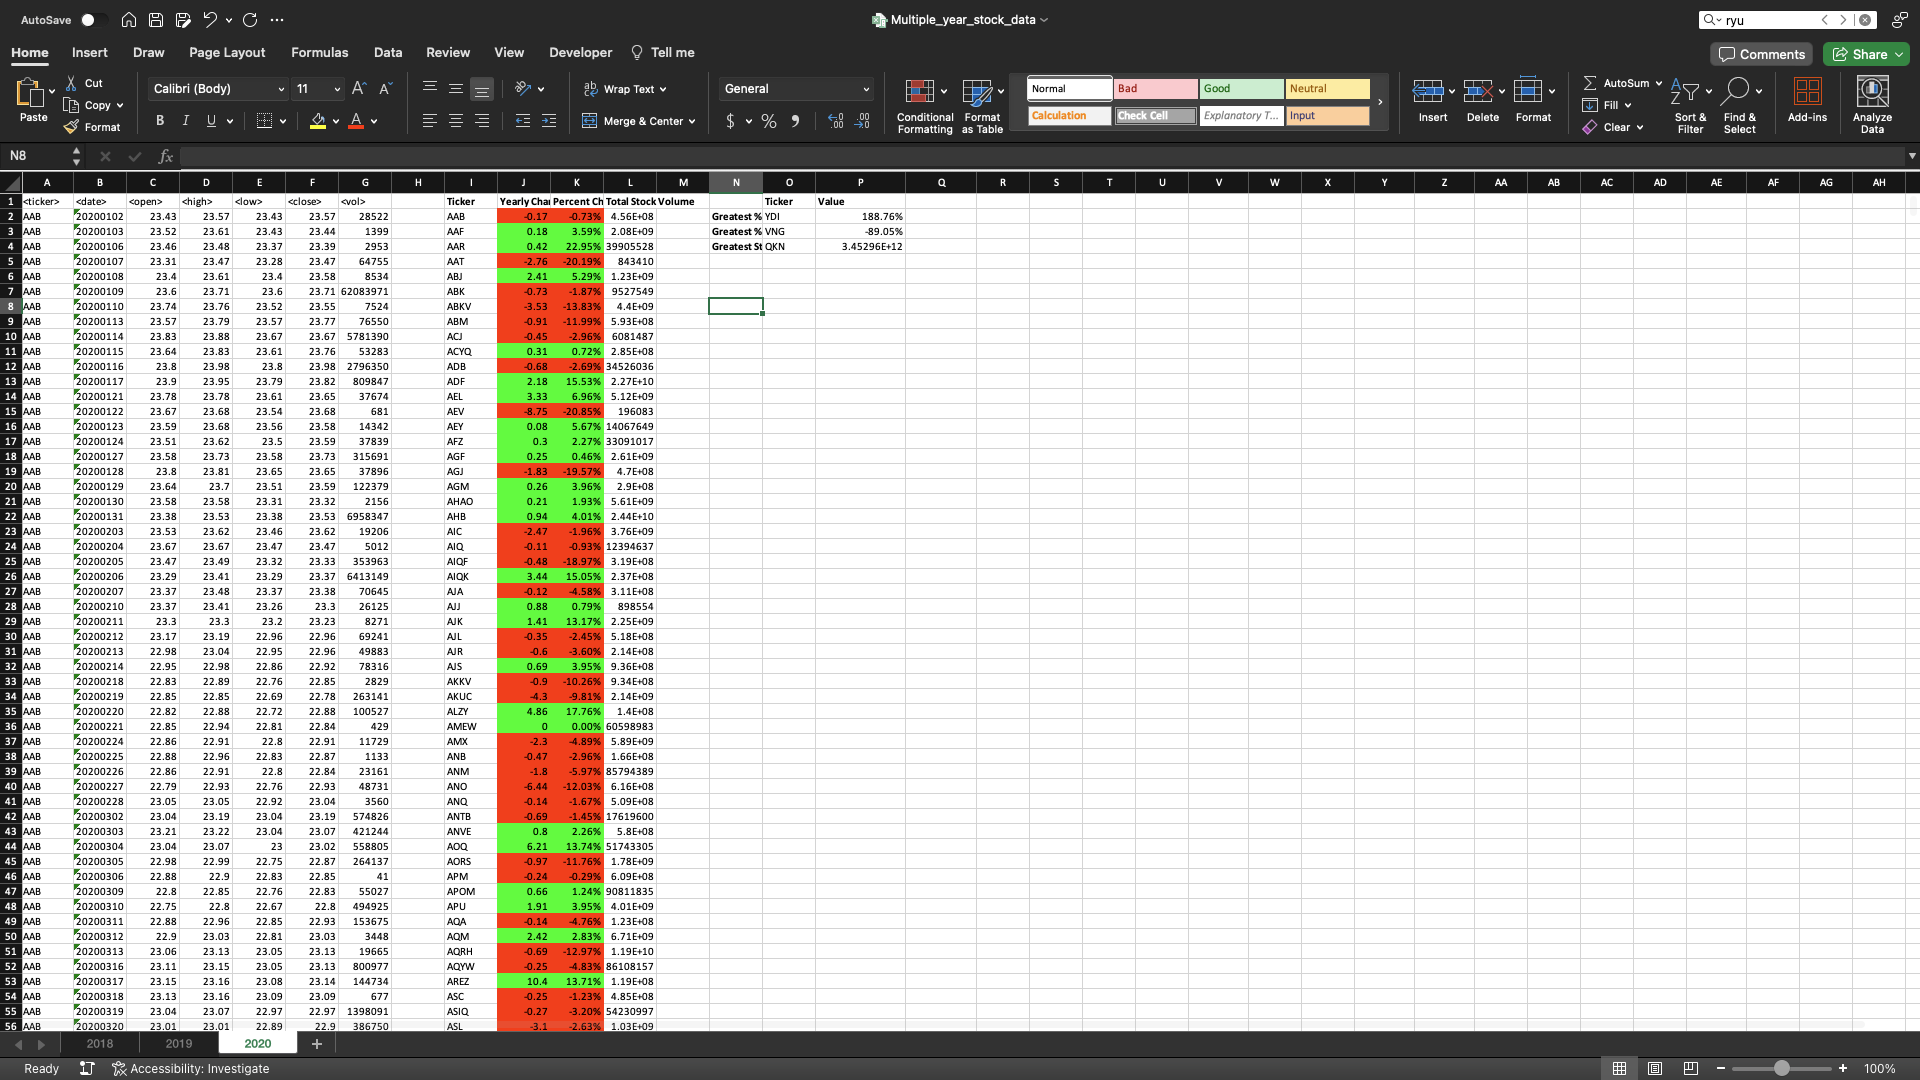 AutoSave
Multiple_year_stock_data
ryu
Home Insert Draw Page Layout Formulas Data Review View Developer Tell me
Comments Share
Paste Cut Copy Format
Calibri (Body) 11 A A
B I U A
ab Wrap Text
Merge & Center
General
$ % 9
Conditional Formatting
Format as Table
Normal Bad Good Neutral
Calculation Check Cell Explanatory T... Input
Insert Delete Format
AutoSum Fill Clear
Sort & Filter
Find & Select
Add-ins
Analyze Data
N8 fx
A B C D E F G H I J K L M N O P Q R S T U V W X Y Z AA AB AC AD AE AF AG AH
1 <ticker> <date> <open> <high> <low> <close> <vol> Ticker Yearly Cha Percent Ch Total Stock Volume Ticker Value
2 AAB 20200102 23.43 23.57 23.43 23.57 28522 AAB -0.17 -0.73% 4.56E+08 Greatest % YDI 188.76%
3 AAB 20200103 23.52 23.61 23.43 23.44 1399 AAF 0.18 3.59% 2.08E+09 Greatest % VNG -89.05%
4 AAB 20200106 23.46 23.48 23.37 23.39 2953 AAR 0.42 22.95% 39905528 Greatest St QKN 3.45296E+12
5 AAB 20200107 23.31 23.47 23.28 23.47 64755 AAT -2.76 -20.19% 843410
6 AAB 20200108 23.4 23.61 23.4 23.58 8534 ABJ 2.41 5.29% 1.23E+09
7 AAB 20200109 23.6 23.71 23.6 23.71 62083971 ABK -0.73 -1.87% 9527549
8 AAB 20200110 23.74 23.76 23.52 23.55 7524 ABKV -3.53 -13.83% 4.4E+09
9 AAB 20200113 23.57 23.79 23.57 23.77 76550 ABM -0.91 -11.99% 5.93E+08
10 AAB 20200114 23.83 23.88 23.67 23.67 5781390 ACJ -0.45 -2.96% 6081487
11 AAB 20200115 23.64 23.83 23.61 23.76 53283 ACYQ 0.31 0.72% 2.85E+08
12 AAB 20200116 23.8 23.98 23.8 23.98 2796350 ADB -0.68 -2.69% 34526036
13 AAB 20200117 23.9 23.95 23.79 23.82 809847 ADF 2.18 15.53% 2.27E+10
14 AAB 20200121 23.78 23.78 23.61 23.65 37674 AEL 3.33 6.96% 5.12E+09
15 AAB 20200122 23.67 23.68 23.54 23.68 681 AEV -8.75 -20.85% 196083
16 AAB 20200123 23.59 23.68 23.56 23.58 14342 AEY 0.08 5.67% 14067649
17 AAB 20200124 23.51 23.62 23.5 23.59 37839 AFZ 0.3 2.27% 33091017
18 AAB 20200127 23.58 23.73 23.58 23.73 315691 AGF 0.25 0.46% 2.61E+09
19 AAB 20200128 23.8 23.81 23.65 23.65 37896 AGJ -1.83 -19.57% 4.7E+08
20 AAB 20200129 23.64 23.7 23.51 23.59 122379 AGM 0.26 3.96% 2.9E+08
21 AAB 20200130 23.58 23.58 23.31 23.32 2156 AHAO 0.21 1.93% 5.61E+09
22 AAB 20200131 23.38 23.53 23.38 23.53 6958347 AHB 0.94 4.01% 2.44E+10
23 AAB 20200203 23.53 23.62 23.46 23.62 19206 AIC -2.47 -1.96% 3.76E+09
24 AAB 20200204 23.67 23.67 23.47 23.47 5012 AIQ -0.11 -0.93% 12394637
25 AAB 20200205 23.47 23.49 23.32 23.33 353963 AIQF -0.48 -18.97% 3.19E+08
26 AAB 20200206 23.29 23.41 23.29 23.37 6413149 AIQK 3.44 15.05% 2.37E+08
27 AAB 20200207 23.37 23.48 23.37 23.38 70645 AJA -0.12 -4.58% 3.11E+08
28 AAB 20200210 23.37 23.41 23.26 23.3 26125 AJJ 0.88 0.79% 898554
29 AAB 20200211 23.3 23.3 23.2 23.23 8271 AJK 1.41 13.17% 2.25E+09
30 AAB 20200212 23.17 23.19 22.96 22.96 69241 AJL -0.35 -2.45% 5.18E+08
31 AAB 20200213 22.98 23.04 22.95 22.96 49883 AJR -0.6 -3.60% 2.14E+08
32 AAB 20200214 22.95 22.98 22.86 22.92 78316 AJS 0.69 3.95% 9.36E+08
33 AAB 20200218 22.83 22.89 22.76 22.85 2829 AKKV -0.9 -10.26% 9.34E+08
34 AAB 20200219 22.85 22.85 22.69 22.78 263141 AKUC -4.3 -9.81% 2.14E+09
35 AAB 20200220 22.82 22.88 22.72 22.88 100527 ALZY 4.86 17.76% 1.4E+08
36 AAB 20200221 22.85 22.94 22.81 22.84 429 AMEW 0 0.00% 60598983
37 AAB 20200224 22.86 22.91 22.8 22.91 11729 AMX -2.3 -4.89% 5.89E+09
38 AAB 20200225 22.88 22.96 22.83 22.87 1133 ANB -0.47 -2.96% 1.66E+08
39 AAB 20200226 22.86 22.91 22.8 22.84 23161 ANM -1.8 -5.97% 85794389
40 AAB 20200227 22.79 22.93 22.76 22.93 48731 ANO -6.44 -12.03% 6.16E+08
41 AAB 20200228 23.05 23.05 22.92 23.04 3560 ANQ -0.14 -1.67% 5.09E+08
42 AAB 20200302 23.04 23.19 23.04 23.19 574826 ANTB -0.69 -1.45% 17619600
43 AAB 20200303 23.21 23.22 23.04 23.07 421244 ANVE 0.8 2.26% 5.8E+08
44 AAB 20200304 23.04 23.07 23 23.02 558805 AOQ 6.21 13.74% 51743305
45 AAB 20200305 22.98 22.99 22.75 22.87 264137 AORS -0.97 -11.76% 1.78E+09
46 AAB 20200306 22.88 22.9 22.83 22.85 41 APM -0.24 -0.29% 6.09E+08
47 AAB 20200309 22.8 22.85 22.76 22.83 55027 APOM 0.66 1.24% 90811835
48 AAB 20200310 22.75 22.8 22.67 22.8 494925 APU 1.91 3.95% 4.01E+09
49 AAB 20200311 22.88 22.96 22.85 22.93 153675 AQA -0.14 -4.76% 1.23E+08
50 AAB 20200312 22.9 23.03 22.81 23.03 3448 AQM 2.42 2.83% 6.71E+09
51 AAB 20200313 23.06 23.13 23.05 23.13 19665 AQRH -0.69 -12.97% 1.19E+10
52 AAB 20200316 23.11 23.15 23.05 23.13 800977 AQYW -0.25 -4.83% 86108157
53 AAB 20200317 23.15 23.16 23.08 23.14 144734 AREZ 10.4 13.71% 1.19E+08
54 AAB 20200318 23.13 23.16 23.09 23.09 677 ASC -0.25 -1.23% 4.85E+08
55 AAB 20200319 23.04 23.07 22.97 22.97 1398091 ASIQ -0.27 -3.20% 54230997
56 AAB 20200320 23.01 23.01 22.89 22.9 386750 ASL -3.1 -2.63% 1.03E+09
2018 2019 2020 +
Ready Accessibility: Investigate 100%